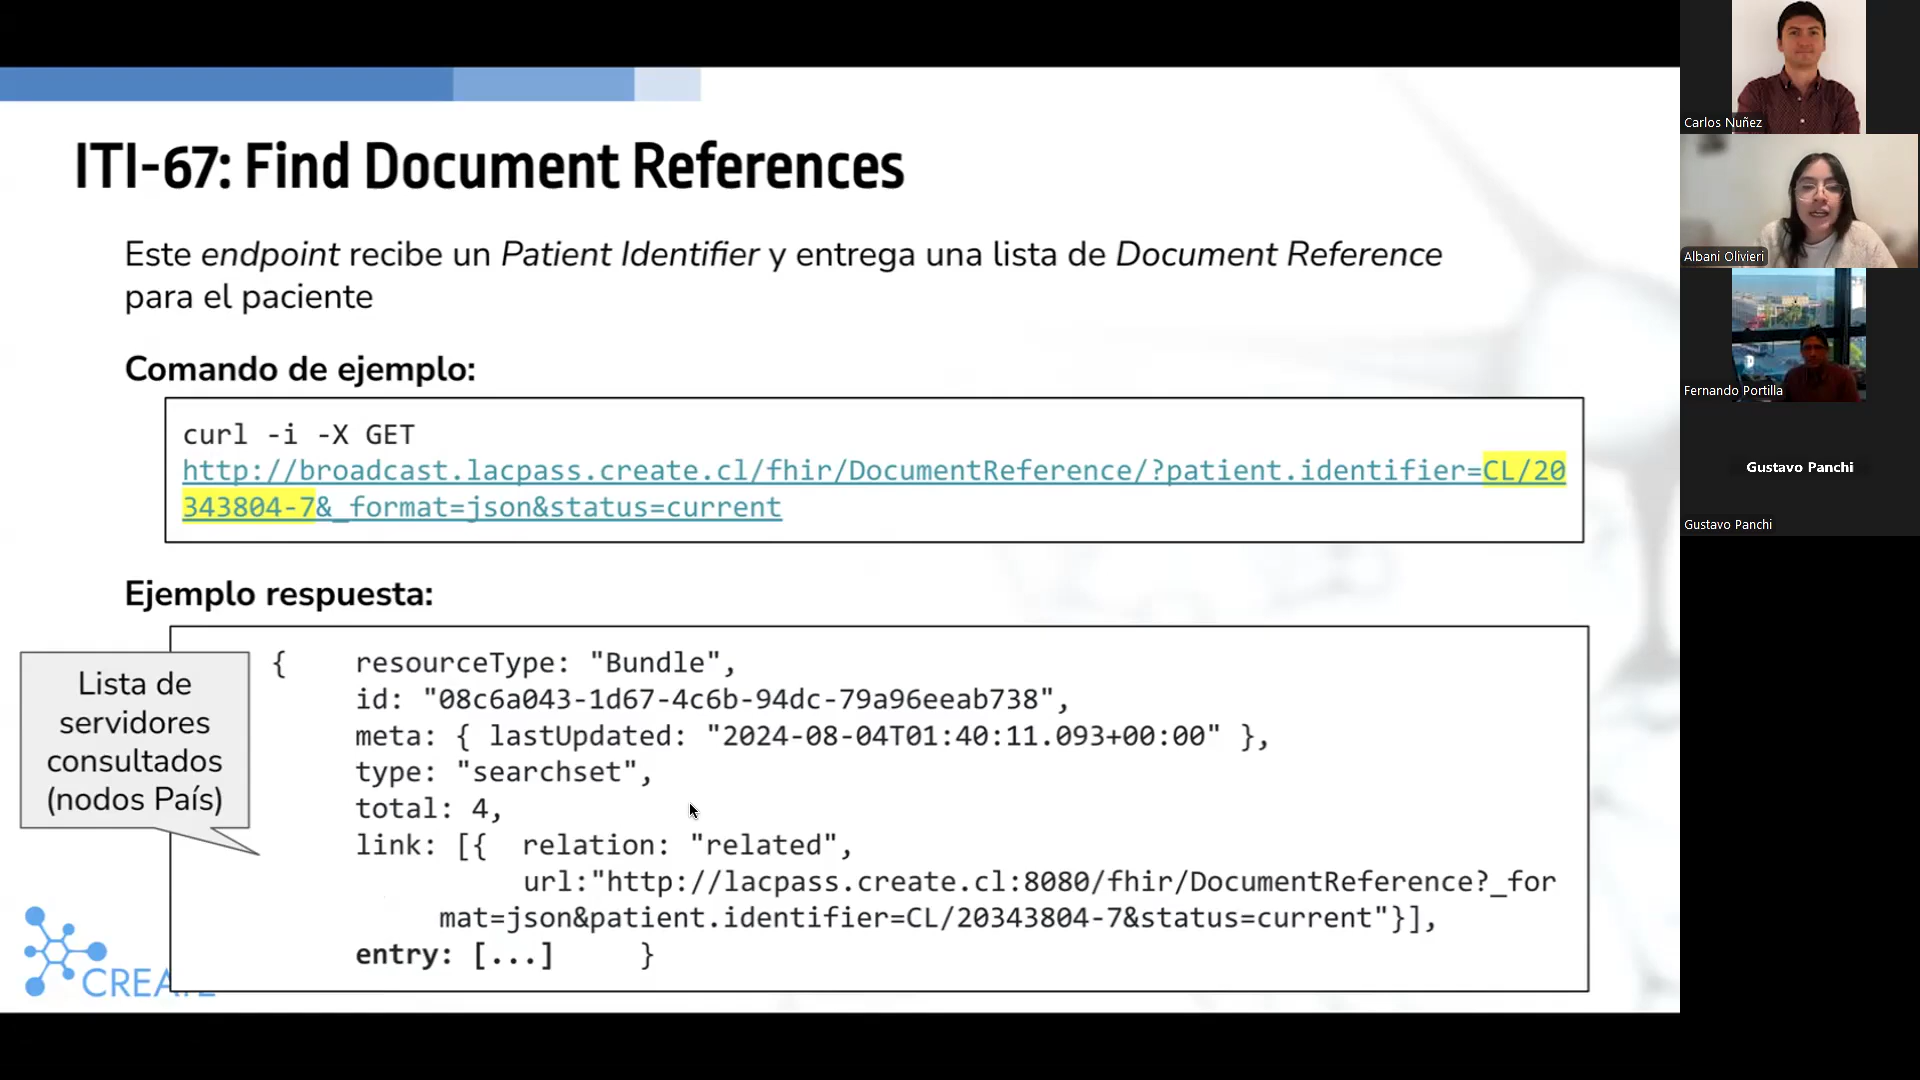 ITI-67: Find Document References
Este endpoint recibe un Patient Identifier y entrega una lista de Document Reference
para el paciente
Comando de ejemplo:
curl -i -X GET
http://broadcast.lacpass.create.cl/fhir/DocumentReference/?patient.identifier=CL/20
343804-7&_format=json&status=current
Ejemplo respuesta:
Lista de
servidores
consultados
(nodos País)
{ resourceType: "Bundle",
id: "08c6a043-1d67-4c6b-94dc-79a96eeab738",
meta: { lastUpdated: "2024-08-04T01:40:11.093+00:00" },
type: "searchset",
total: 4,
link: [{ relation: "related",
url:"http://lacpass.create.cl:8080/fhir/DocumentReference?_for
mat=json&patient.identifier=CL/20343804-7&status=current"}],
entry: [...] }
CREATE
Carlos Nuñez
Albani Olivieri
Fernando Portilla
Gustavo Panchi
Gustavo Panchi